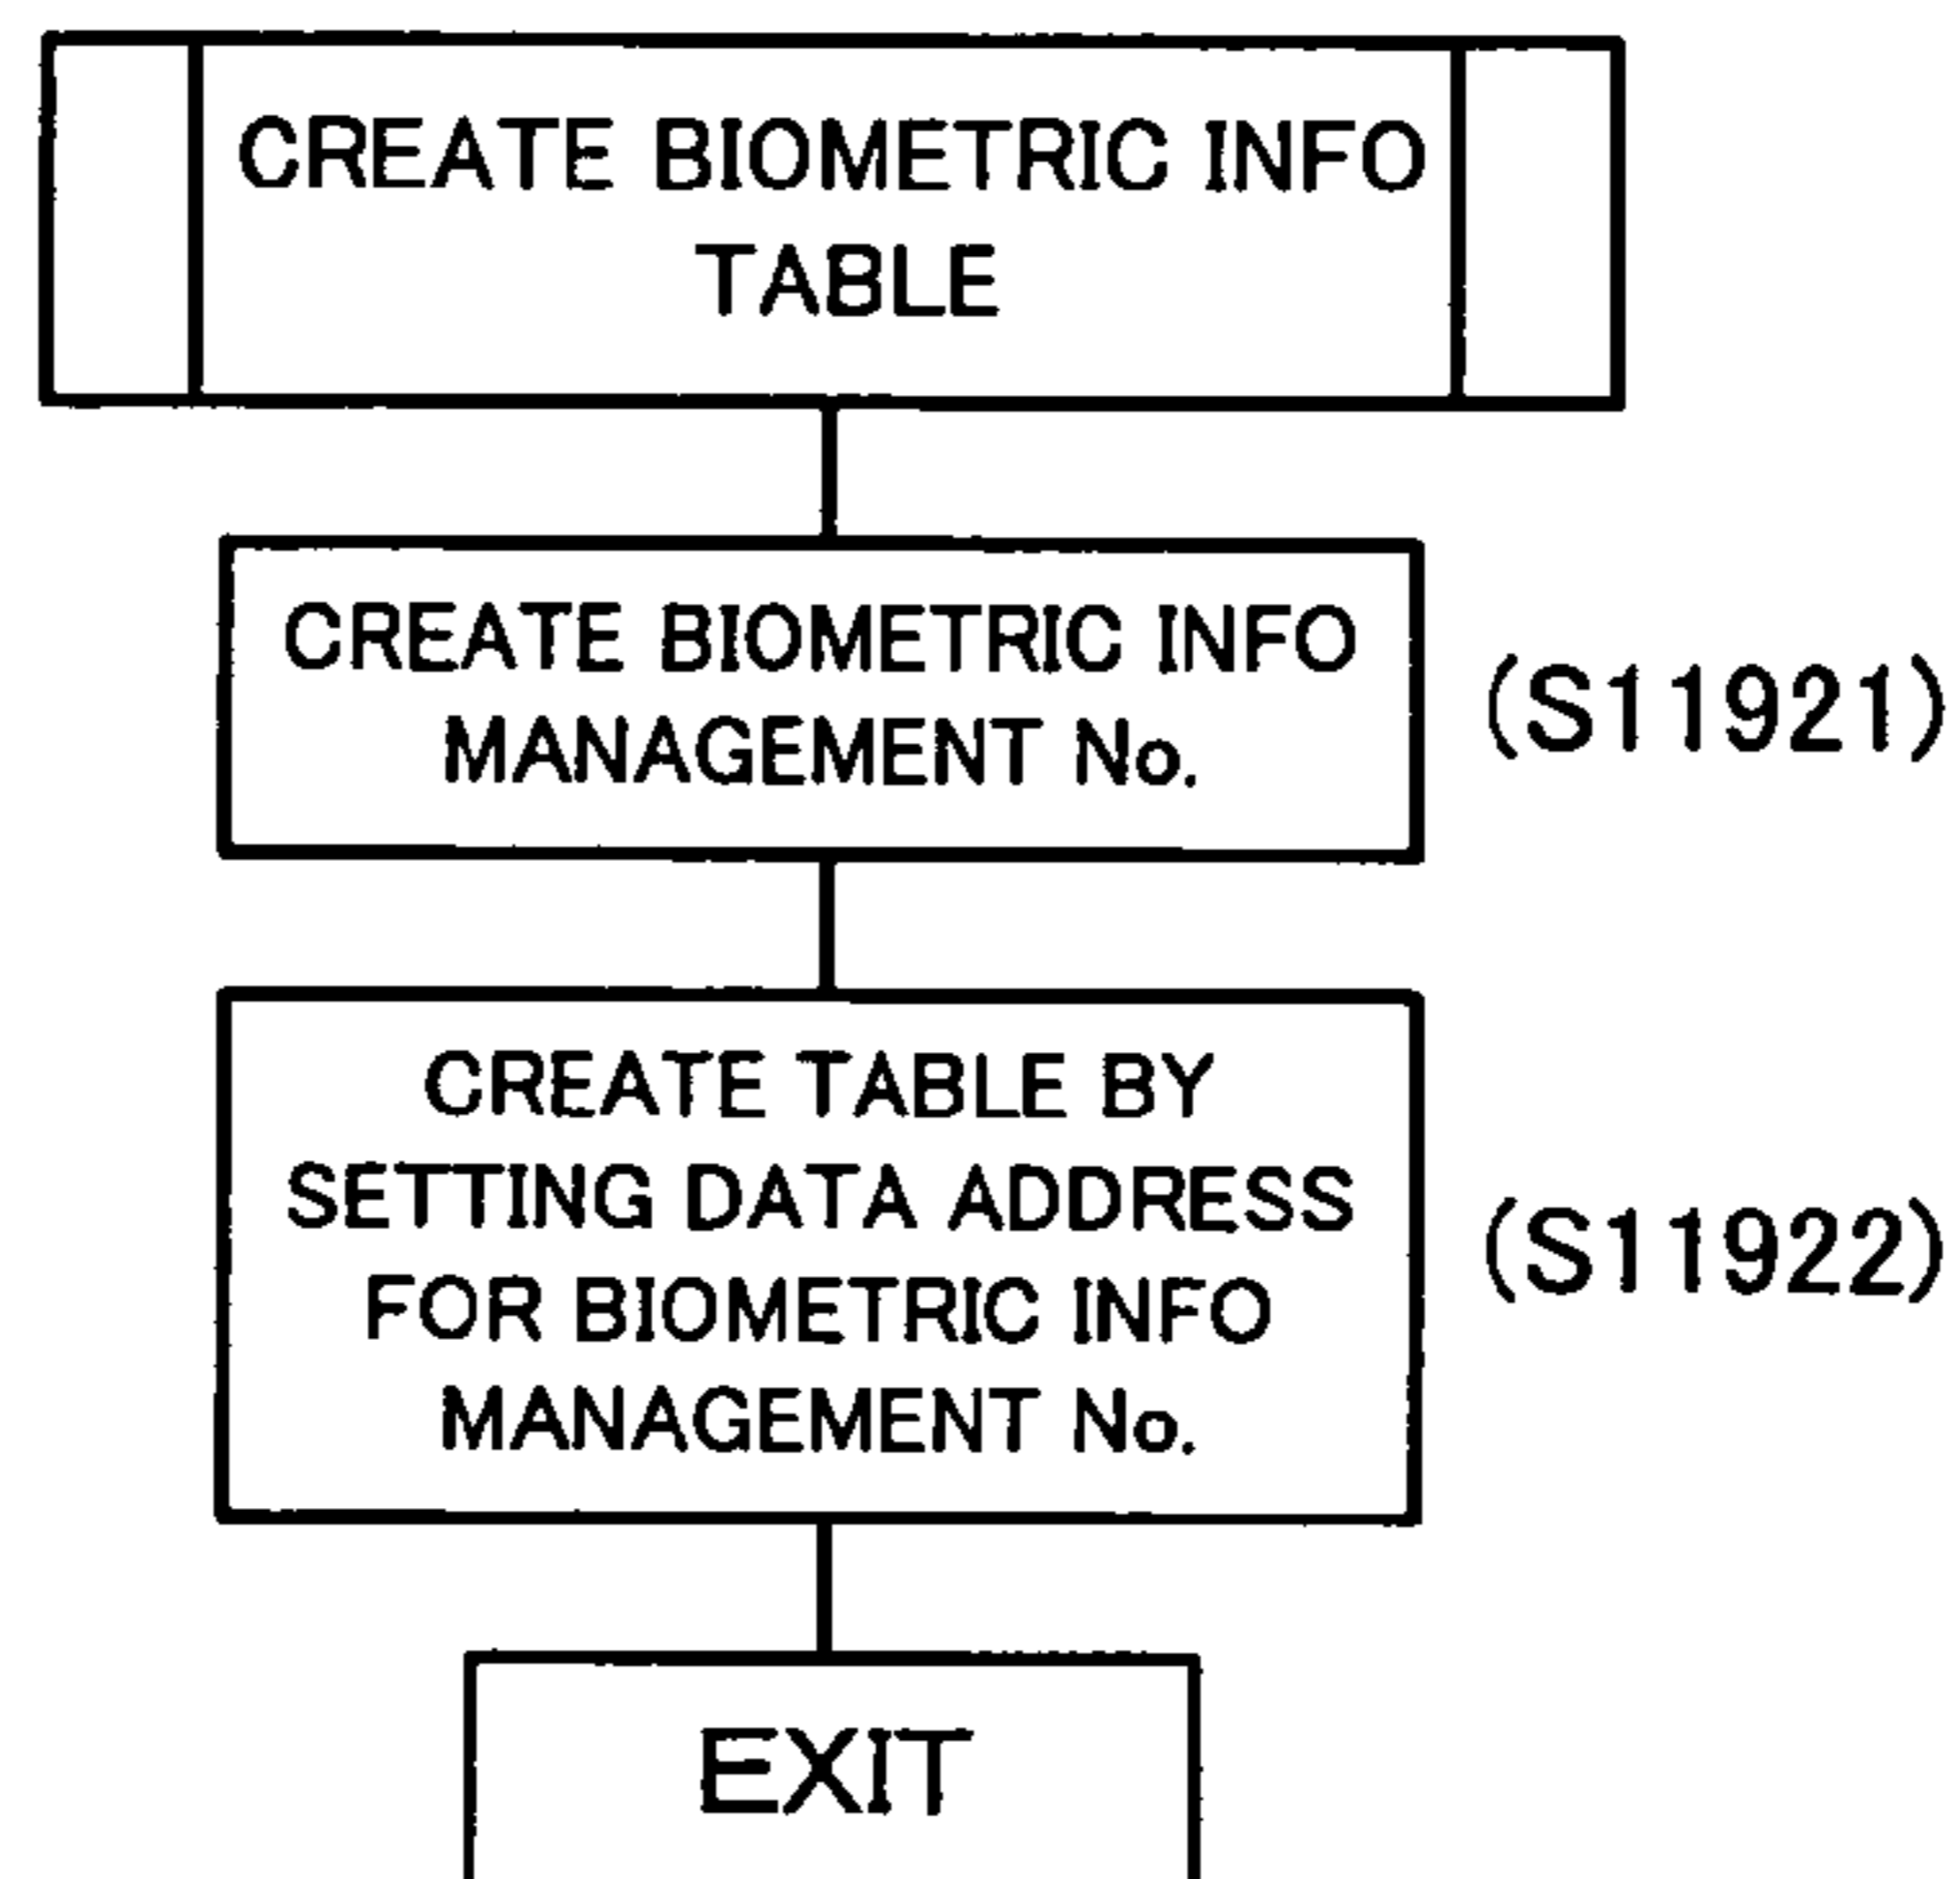 CREATE BIOMETRIC INFO
TABLE
CREATE BIOMETRIC INFO
MANAGEMENT No.
(S11921)
CREATE TABLE BY
SETTING DATA ADDRESS
FOR BIOMETRIC INFO
MANAGEMENT No.
(S11922)
EXIT